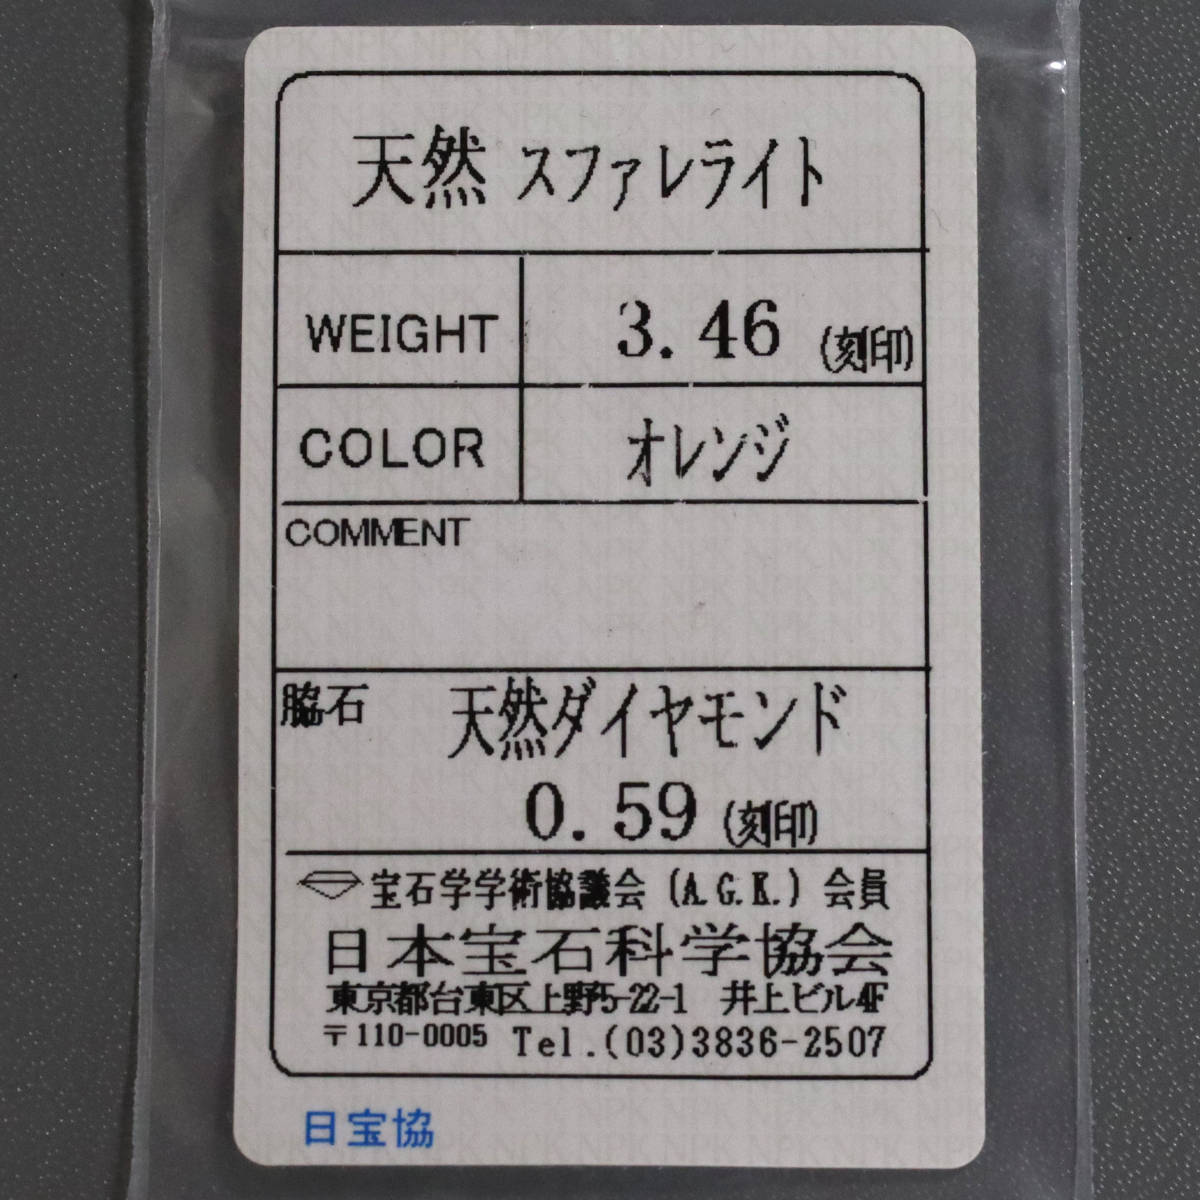 天然 スファレライト
WEIGHT 3.46 (刻印)
COLOR オレンジ
COMMENT
脇石 天然ダイヤモンド
0.59 (刻印)
宝石学学術協議会 (A.G.K.) 会員
日本宝石科学協会
東京都台東区上野5-22-1 井上ビル4F
〒110-0005 Tel.(03)3836-2507
日宝協